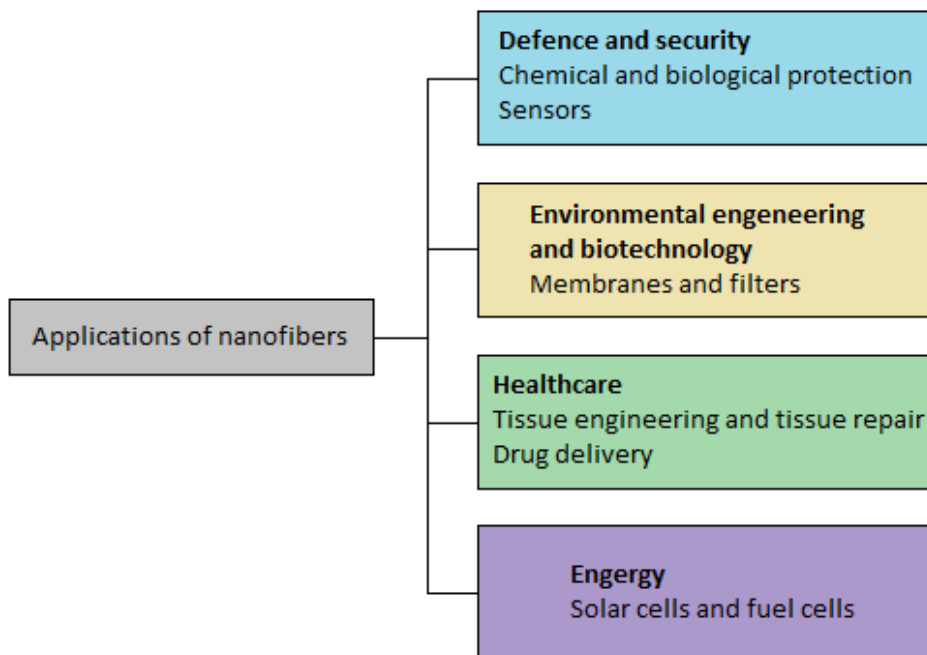 Defence and security
Chemical and biological protection
Sensors
Environmental engeneering
and biotechnology
Membranes and filters
Applications of nanofibers
Healthcare
Tissue engineering and tissue repair
Drug delivery
Engergy
Solar cells and fuel cells